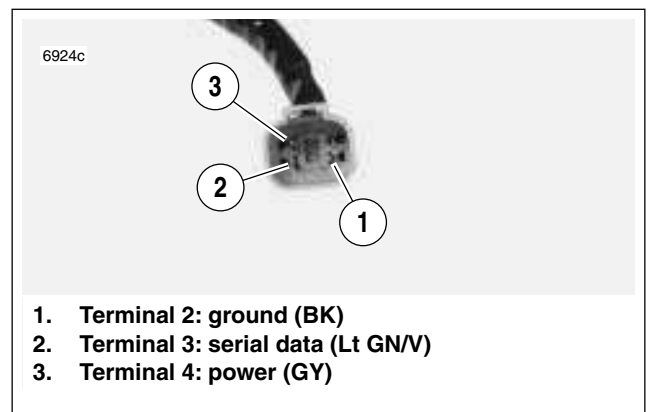 6924c
3
2
1
1. Terminal 2: ground (BK)
2. Terminal 3: serial data (Lt GN/V)
3. Terminal 4: power (GY)